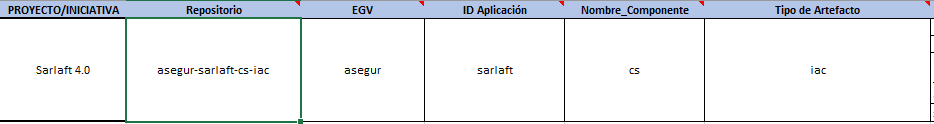 PROYECTO/INICIATIVA Repositorio EGV ID Aplicación Nombre_Componente Tipo de Artefacto
Sarlaft 4.0 asegur-sarlaft-cs-iac asegur sarlaft cs iac